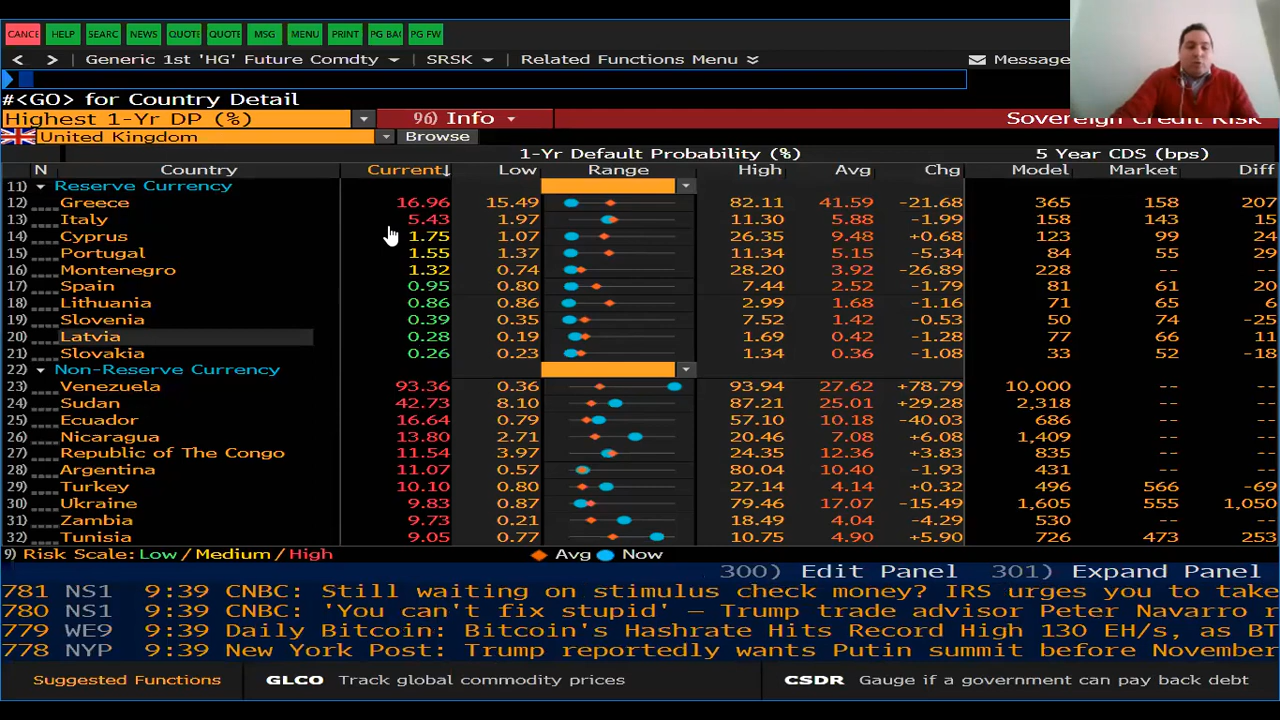 CANCE HELP SEARC NEWS QUOTE QUOTE MSG MENU PRINT PG BAC PG FW
< > Generic 1st 'HG' Future Comdty SRSK Related Functions Menu Message
#<GO> for Country Detail
Highest 1-Yr DP (%) 96) Info Sovereign Credit Risk
United Kingdom Browse
1-Yr Default Probability (%) 5 Year CDS (bps)
N Country Current↓ Low Range High Avg Chg Model Market Diff
11) Reserve Currency
12) Greece 16.96 15.49 82.11 41.59 -21.68 365 158 207
13) Italy 5.43 1.97 11.30 5.88 -1.99 158 143 15
14) Cyprus 1.75 1.07 26.35 9.48 +0.68 123 99 24
15) Portugal 1.55 1.37 11.34 5.15 -5.34 84 55 29
16) Montenegro 1.32 0.74 28.20 3.92 -26.89 228 -- --
17) Spain 0.95 0.80 7.44 2.52 -1.79 81 61 20
18) Lithuania 0.86 0.86 2.99 1.68 -1.16 71 65 6
19) Slovenia 0.39 0.35 7.52 1.42 -0.53 50 74 -25
20) Latvia 0.28 0.19 1.69 0.42 -1.28 77 66 11
21) Slovakia 0.26 0.23 1.34 0.36 -1.08 33 52 -18
22) Non-Reserve Currency
23) Venezuela 93.36 0.36 93.94 27.62 +78.79 10,000 -- --
24) Sudan 42.73 8.10 87.21 25.01 +29.28 2,318 -- --
25) Ecuador 16.64 0.79 57.10 10.18 -40.03 686 -- --
26) Nicaragua 13.80 2.71 20.46 7.08 +6.08 1,409 -- --
27) Republic of The Congo 11.54 3.97 24.35 12.36 +3.83 835 -- --
28) Argentina 11.07 0.57 80.04 10.40 -1.93 431 -- --
29) Turkey 10.10 0.80 27.14 4.14 +0.32 496 566 -69
30) Ukraine 9.83 0.87 79.46 17.07 -15.49 1,605 555 1,050
31) Zambia 9.73 0.21 18.49 4.04 -4.29 530 -- --
32) Tunisia 9.05 0.77 10.75 4.90 +5.90 726 473 253
9) Risk Scale: Low / Medium / High Avg Now
300) Edit Panel 301) Expand Panel
781 NS1 9:39 CNBC: Still waiting on stimulus check money? IRS urges you to take
780 NS1 9:39 CNBC: 'You can't fix stupid' — Trump trade advisor Peter Navarro r
779 WE9 9:39 Daily Bitcoin: Bitcoin's Hashrate Hits Record High 130 EH/s, as BT
778 NYP 9:39 New York Post: Trump reportedly wants Putin summit before November
Suggested Functions GLCO Track global commodity prices CSDR Gauge if a government can pay back debt